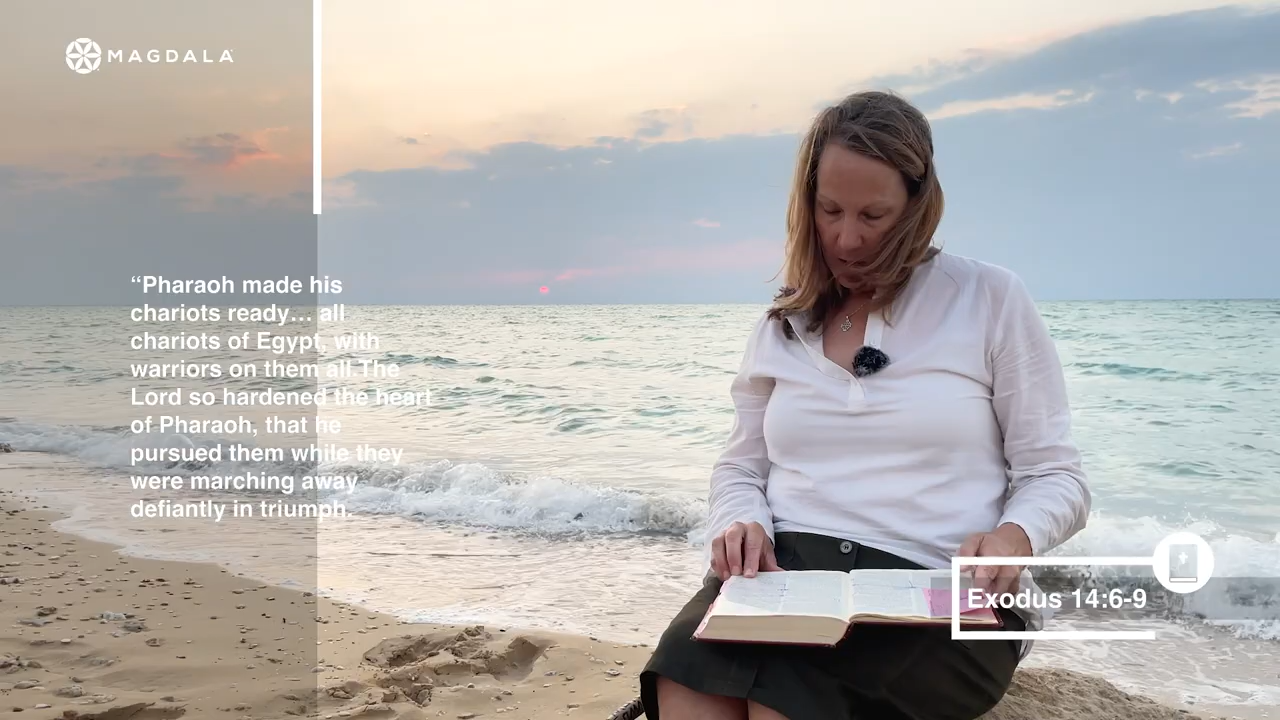 MAGDALA
“Pharaoh made his
chariots ready… all
chariots of Egypt, with
warriors on them all.The
Lord so hardened the heart
of Pharaoh, that he
pursued them while they
were marching away
defiantly in triumph.
Exodus 14:6-9